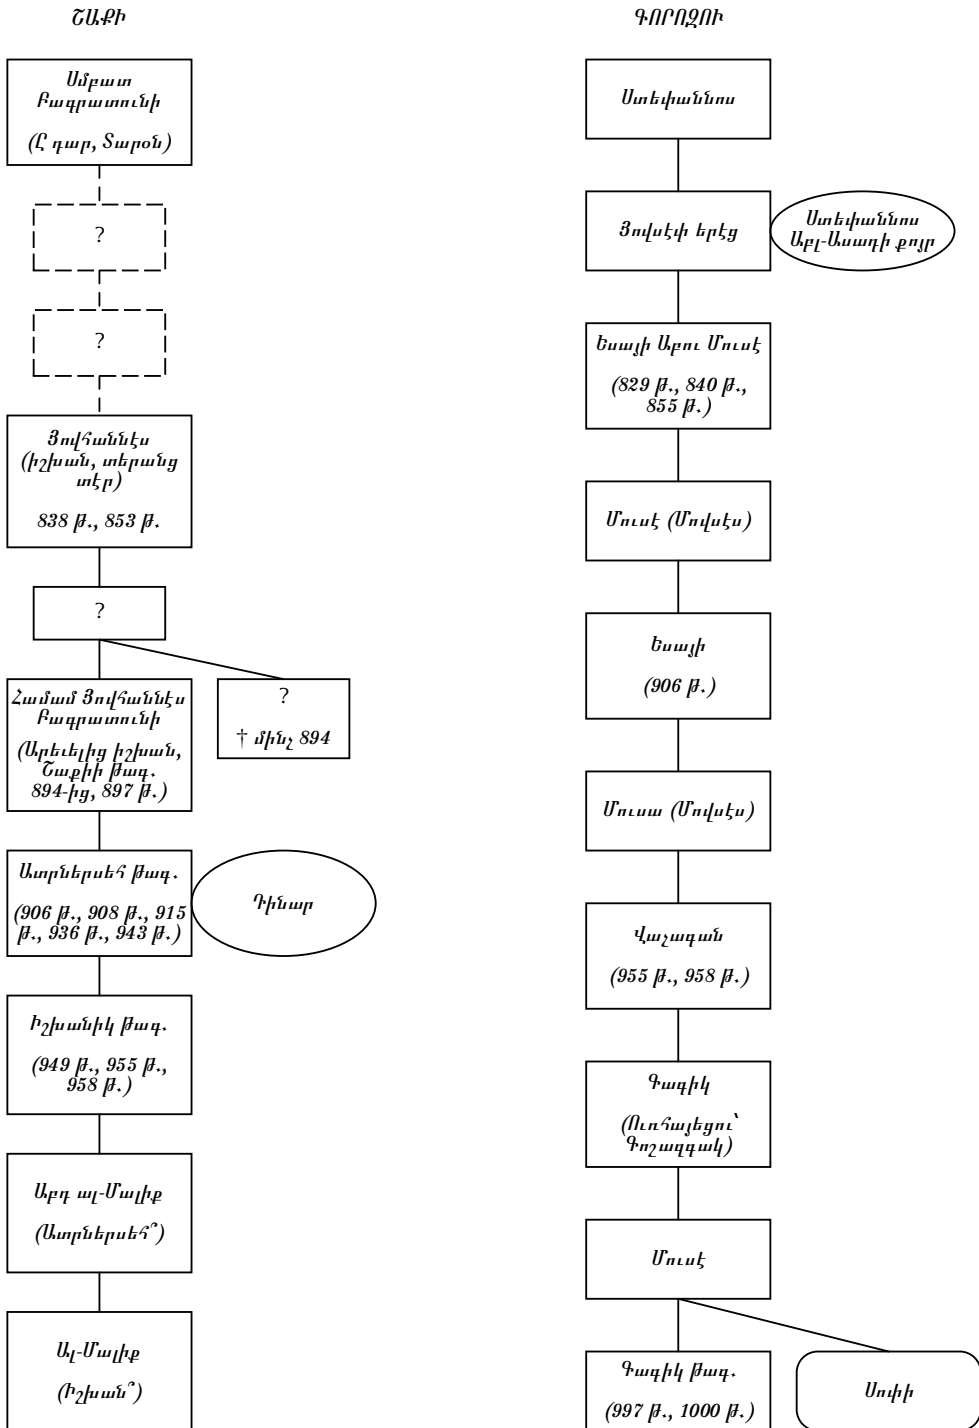 ՇԱՔԻ
Սմբատ
Բագրատունի
(Ը դար, Տարօն)
?
?
Յովհաննէս
(իշխան, տերանց
տէր)
838 թ., 853 թ.
?
Համամ Յովհաննէս
Բագրատունի
(Արեւելից իշխան,
Շաքիի թագ.
894-ից, 897 թ.)
?
† մինչ 894
Ատրներսեհ թագ.
(906 թ., 908 թ., 915
թ., 936 թ., 943 թ.)
Դինար
Իշխանիկ թագ.
(949 թ., 955 թ.,
958 թ.)
Աբդ ալ-Մալիք
(Ատրներսեհ՞)
Ալ-Մալիք
(Իշխան՞)
ԳՈՐՈԶՈՒ
Ստեփաննոս
Յովսէփ երէց
Ստեփաննոս
Աբլ-Ասադի քոյր
Եսայի Աբու Մուսէ
(829 թ., 840 թ.,
855 թ.)
Մուսէ (Մովսէս)
Եսայի
(906 թ.)
Մուսա (Մովսէս)
Վաչագան
(955 թ., 958 թ.)
Գագիկ
(Ուռհայեցու՝
Գոշազգակ)
Մուսէ
Գագիկ թագ.
(997 թ., 1000 թ.)
Սոփի